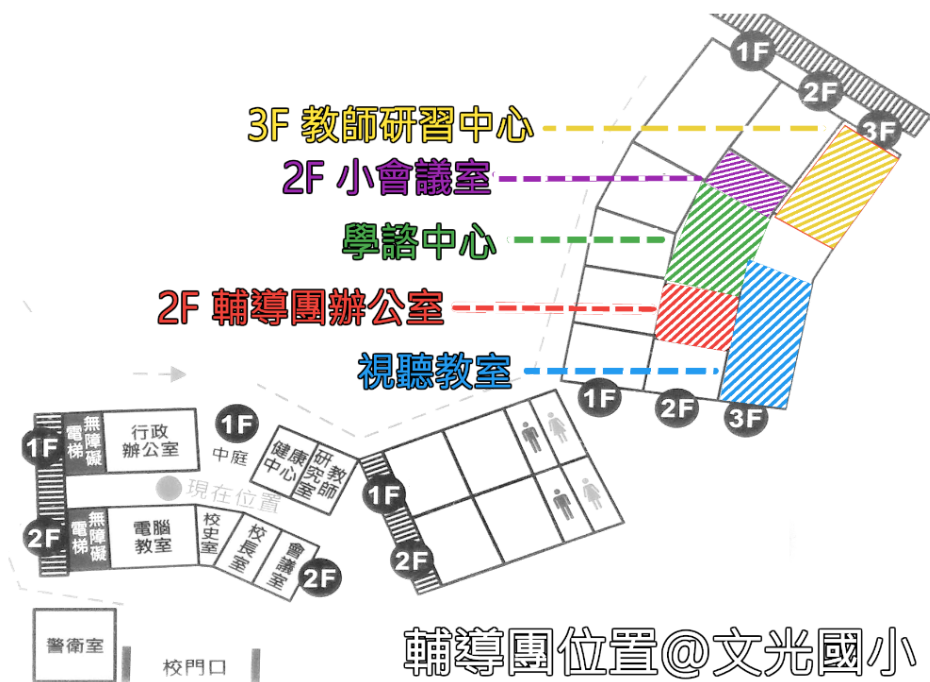 1F
2F
3F
3F 教師研習中心
2F 小會議室
學諮中心
2F 輔導團辦公室
視聽教室
1F
2F
3F
1F
無障礙
電梯
行政
辦公室
1F
中庭
健康
中心
教師
研究室
現在位置
1F
2F
無障礙
電梯
電腦
教室
校史室
校長室
會議室
2F
2F
警衛室
校門口
輔導團位置@文光國小